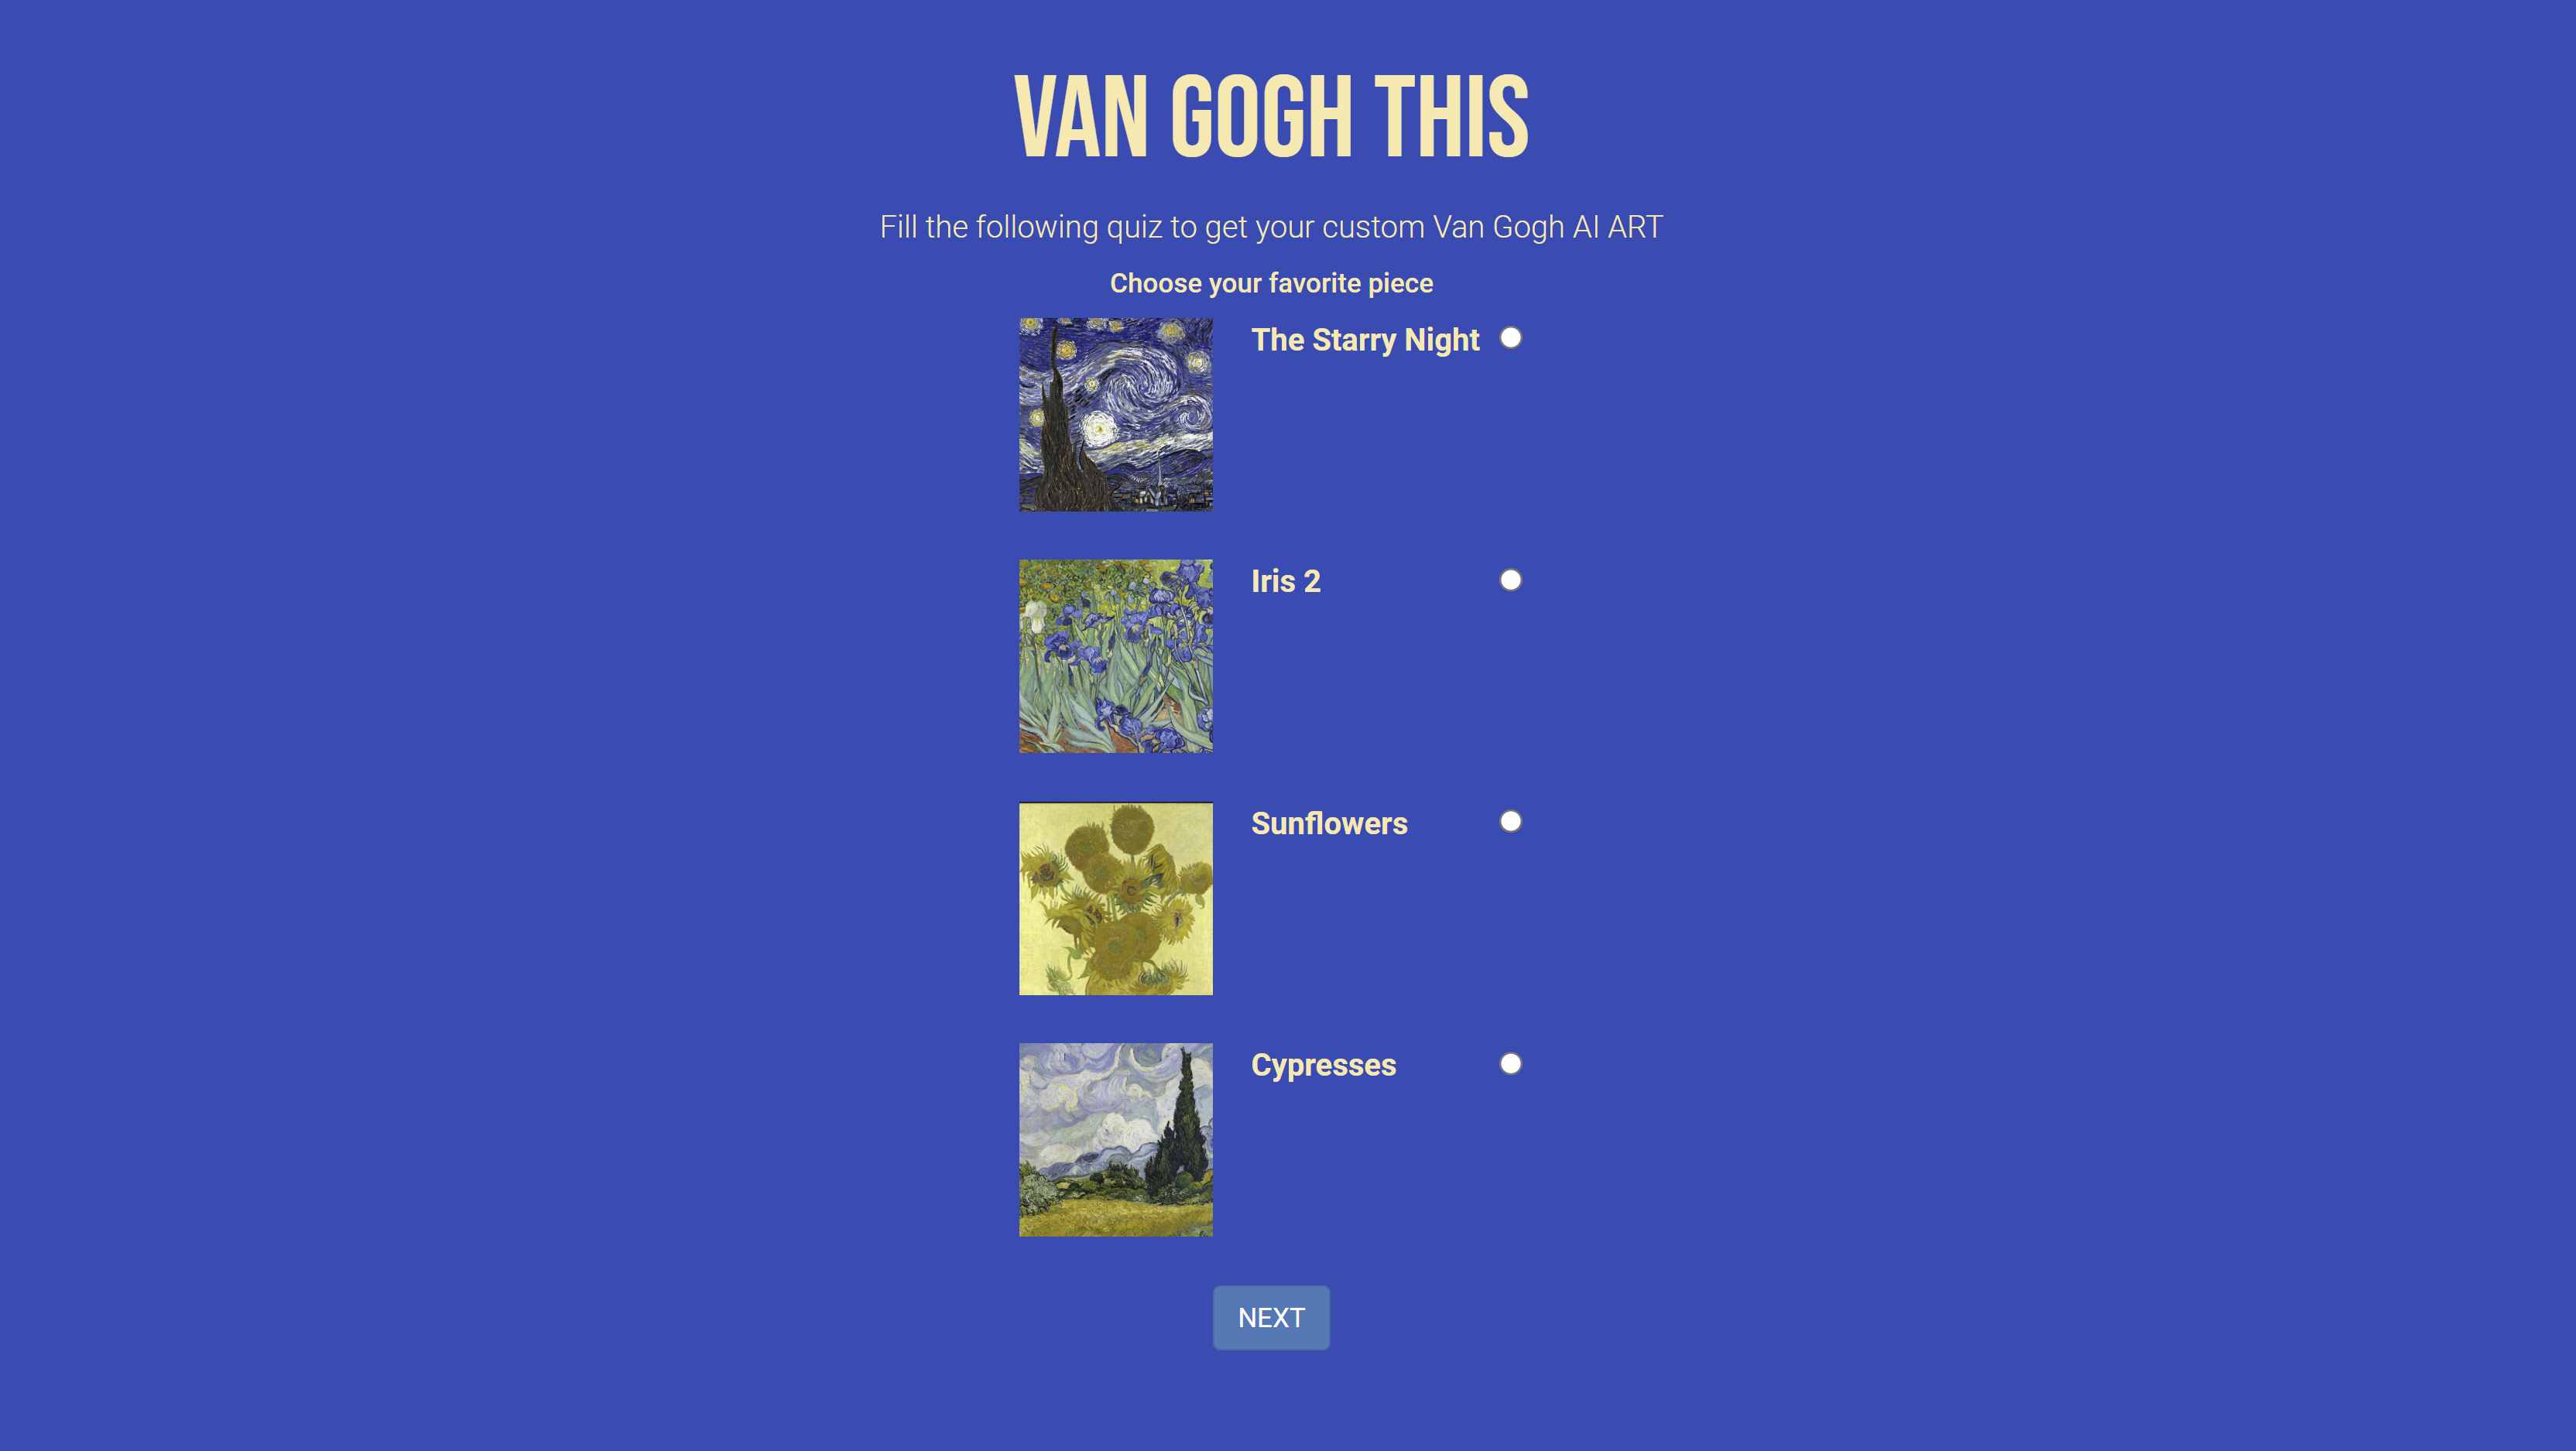 VAN GOGH THIS
Fill the following quiz to get your custom Van Gogh AI ART
Choose your favorite piece
The Starry Night
Iris 2
Sunflowers
Cypresses
NEXT